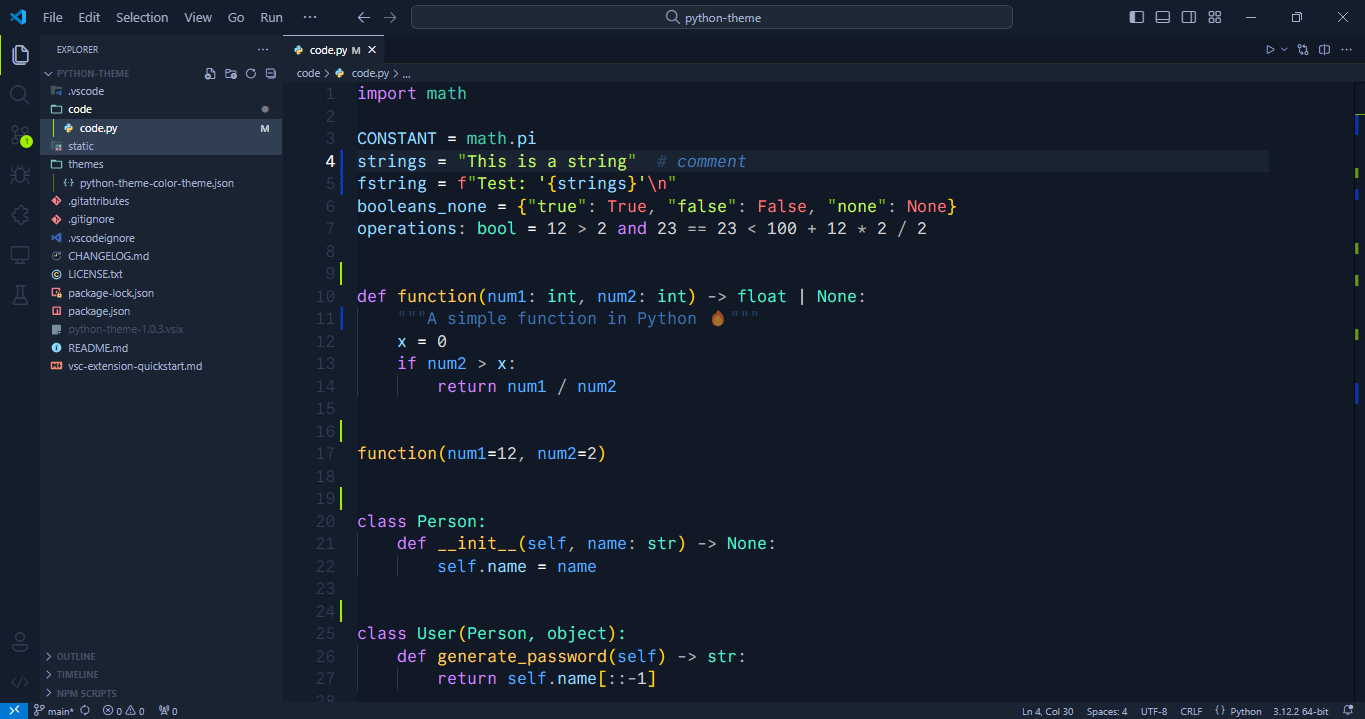 File Edit Selection View Go Run ··· python-theme
EXPLORER ···
PYTHON-THEME
.vscode
code
code.py M
static
themes
python-theme-color-theme.json
.gitattributes
.gitignore
.vscodeignore
CHANGELOG.md
LICENSE.txt
package-lock.json
package.json
python-theme-1.0.3.vsix
README.md
vsc-extension-quickstart.md
OUTLINE
TIMELINE
NPM SCRIPTS
1
code.py M
code > code.py > ...
1 import math
2
3 CONSTANT = math.pi
4 strings = "This is a string"  # comment
5 fstring = f"Test: '{strings}'\n"
6 booleans_none = {"true": True, "false": False, "none": None}
7 operations: bool = 12 > 2 and 23 == 23 < 100 + 12 * 2 / 2
8
9
10 def function(num1: int, num2: int) -> float | None:
11     """A simple function in Python 🔥"""
12     x = 0
13     if num2 > x:
14         return num1 / num2
15
16
17 function(num1=12, num2=2)
18
19
20 class Person:
21     def __init__(self, name: str) -> None:
22         self.name = name
23
24
25 class User(Person, object):
26     def generate_password(self) -> str:
27         return self.name[::-1]
28
main* 0 0 0 Ln 4, Col 30 Spaces: 4 UTF-8 CRLF {} Python 3.12.2 64-bit